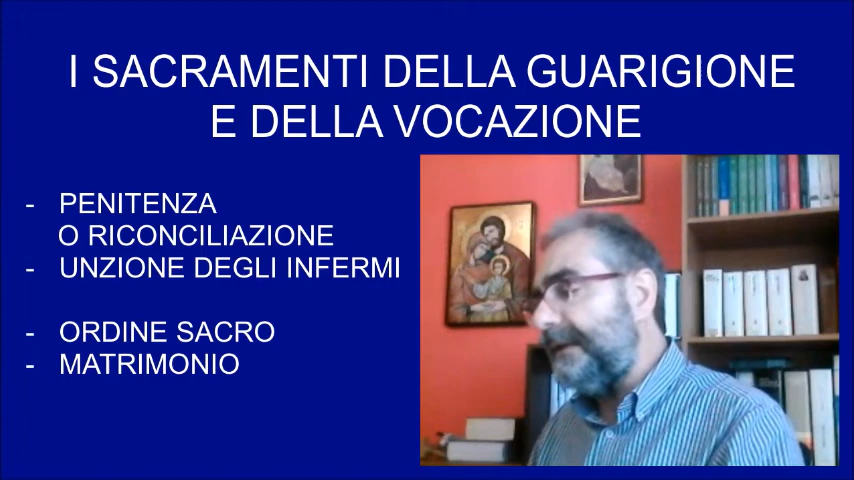 I SACRAMENTI DELLA GUARIGIONE
E DELLA VOCAZIONE
- PENITENZA
O RICONCILIAZIONE
- UNZIONE DEGLI INFERMI
- ORDINE SACRO
- MATRIMONIO